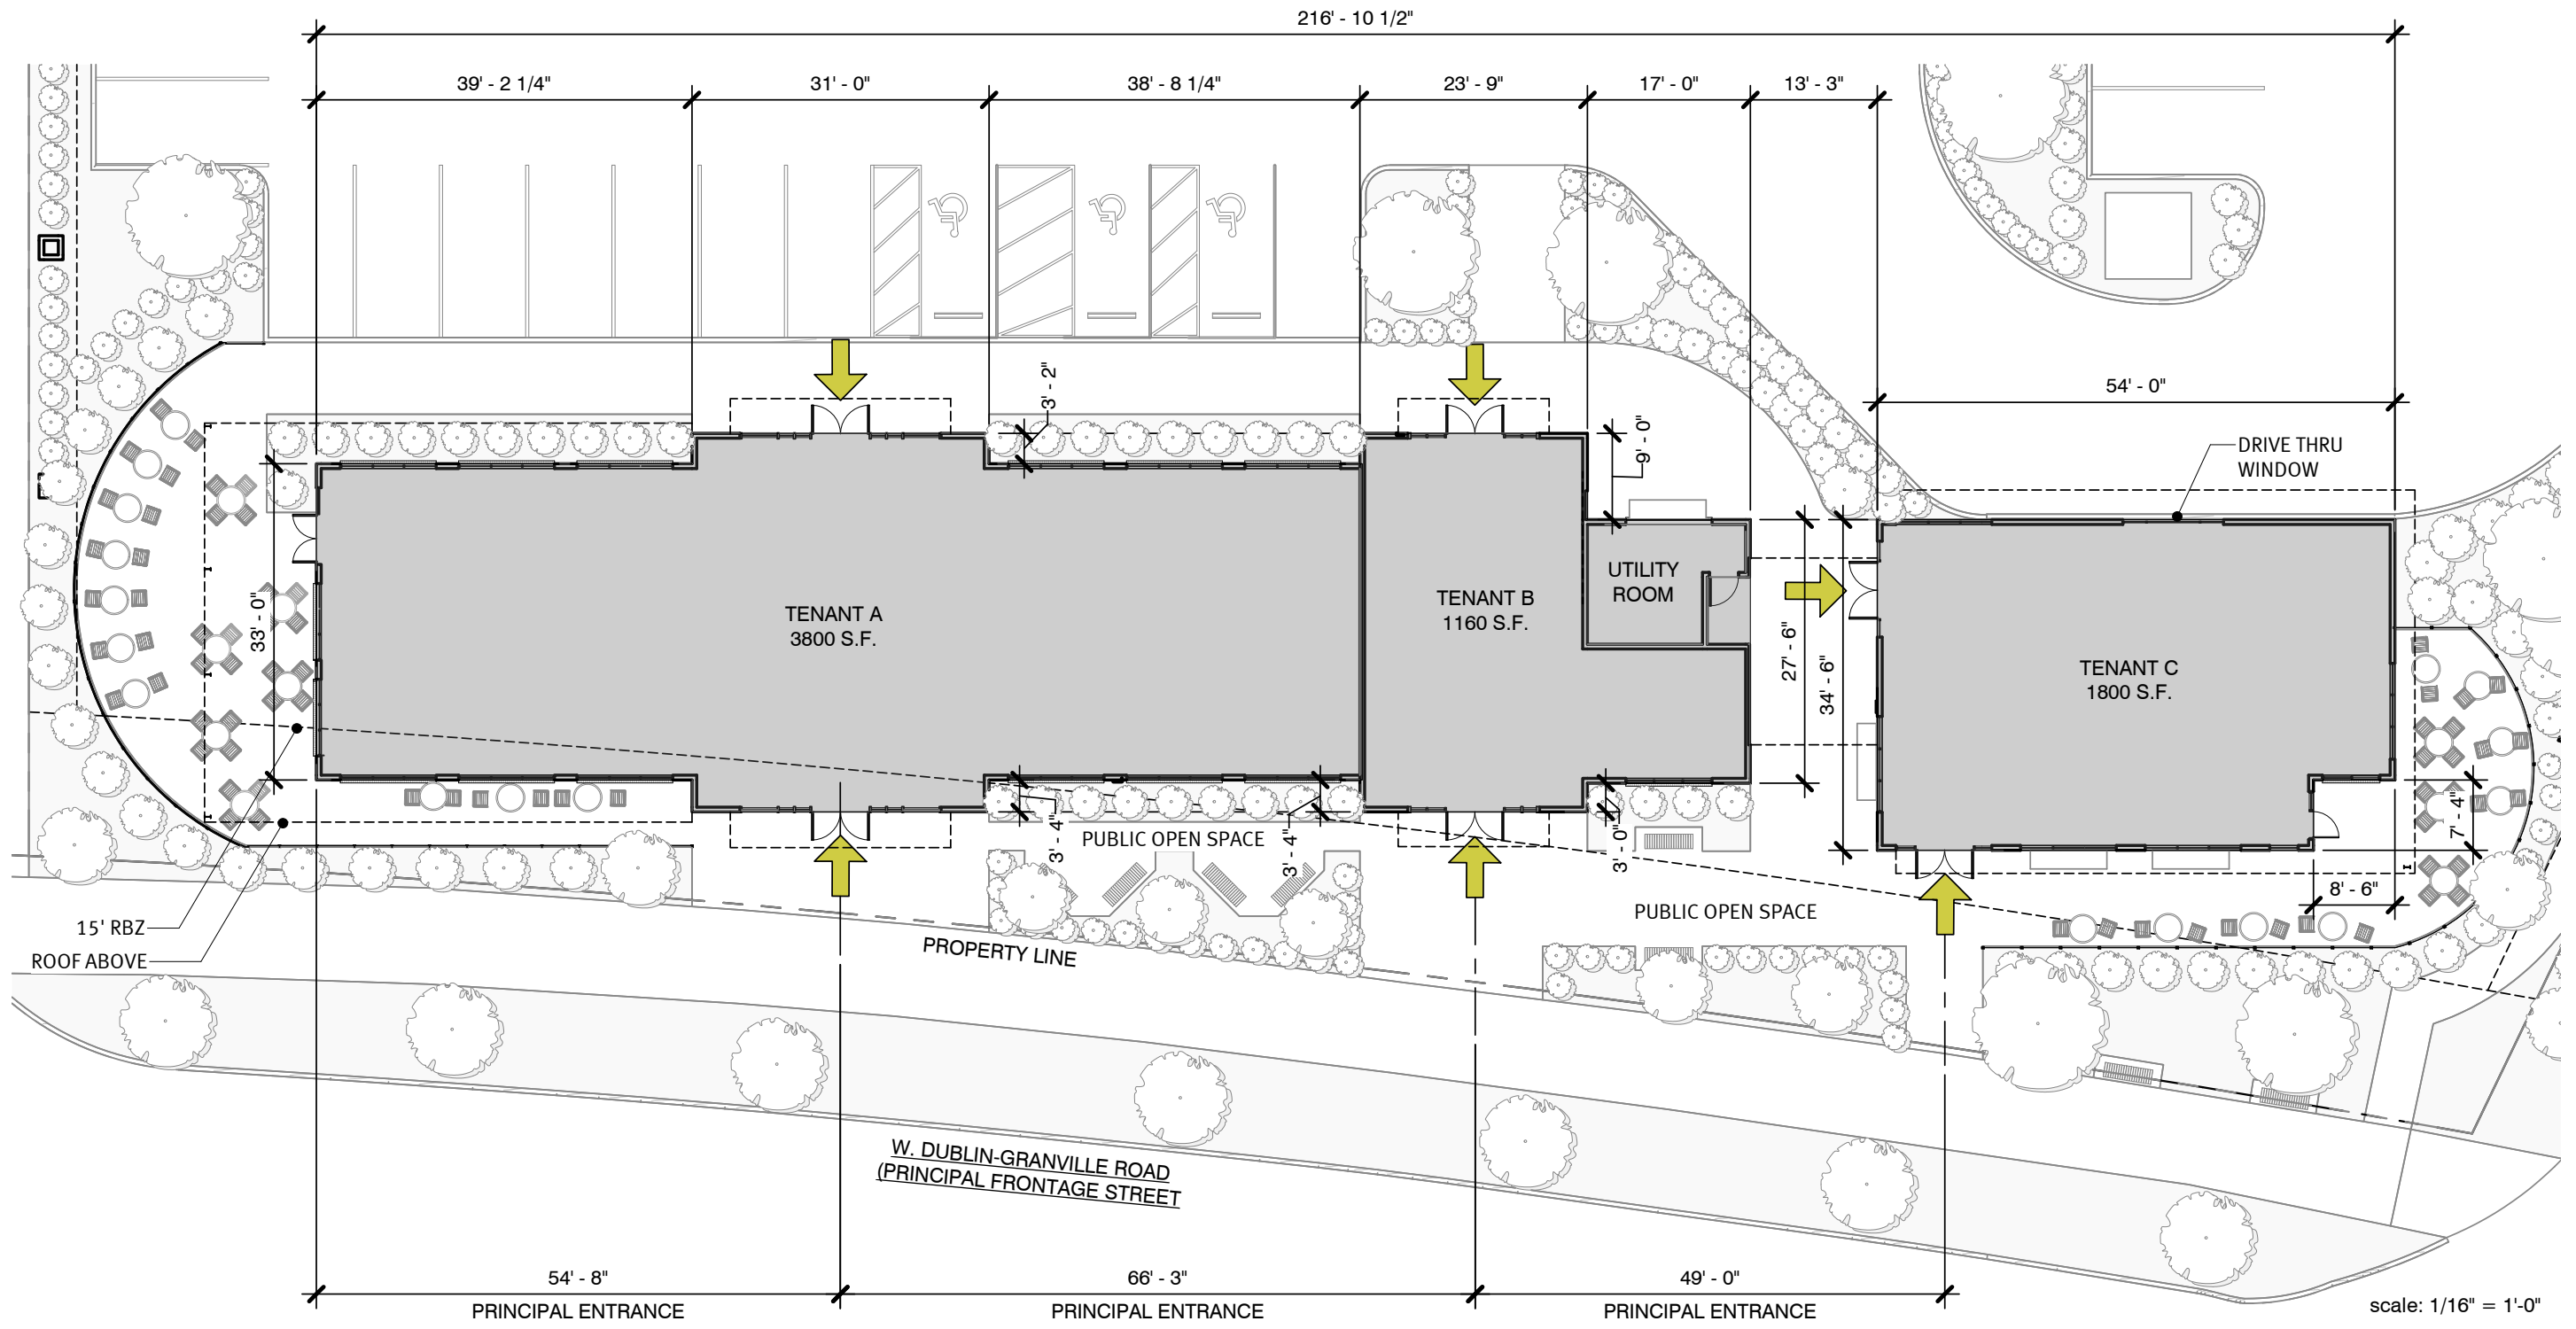 216' - 10 1/2"
39' - 2 1/4"
31' - 0"
38' - 8 1/4"
23' - 9"
17' - 0"
13' - 3"
54' - 0"
3' - 2"
9' - 0"
DRIVE THRU
WINDOW
33' - 0"
TENANT A
3800 S.F.
TENANT B
1160 S.F.
UTILITY
ROOM
27' - 6"
34' - 6"
TENANT C
1800 S.F.
3' - 4"
PUBLIC OPEN SPACE
3' - 4"
3' - 0"
7' - 4"
8' - 6"
PUBLIC OPEN SPACE
15' RBZ
ROOF ABOVE
PROPERTY LINE
W. DUBLIN-GRANVILLE ROAD
(PRINCIPAL FRONTAGE STREET
54' - 8"
66' - 3"
49' - 0"
PRINCIPAL ENTRANCE
PRINCIPAL ENTRANCE
PRINCIPAL ENTRANCE
scale: 1/16" = 1'-0"